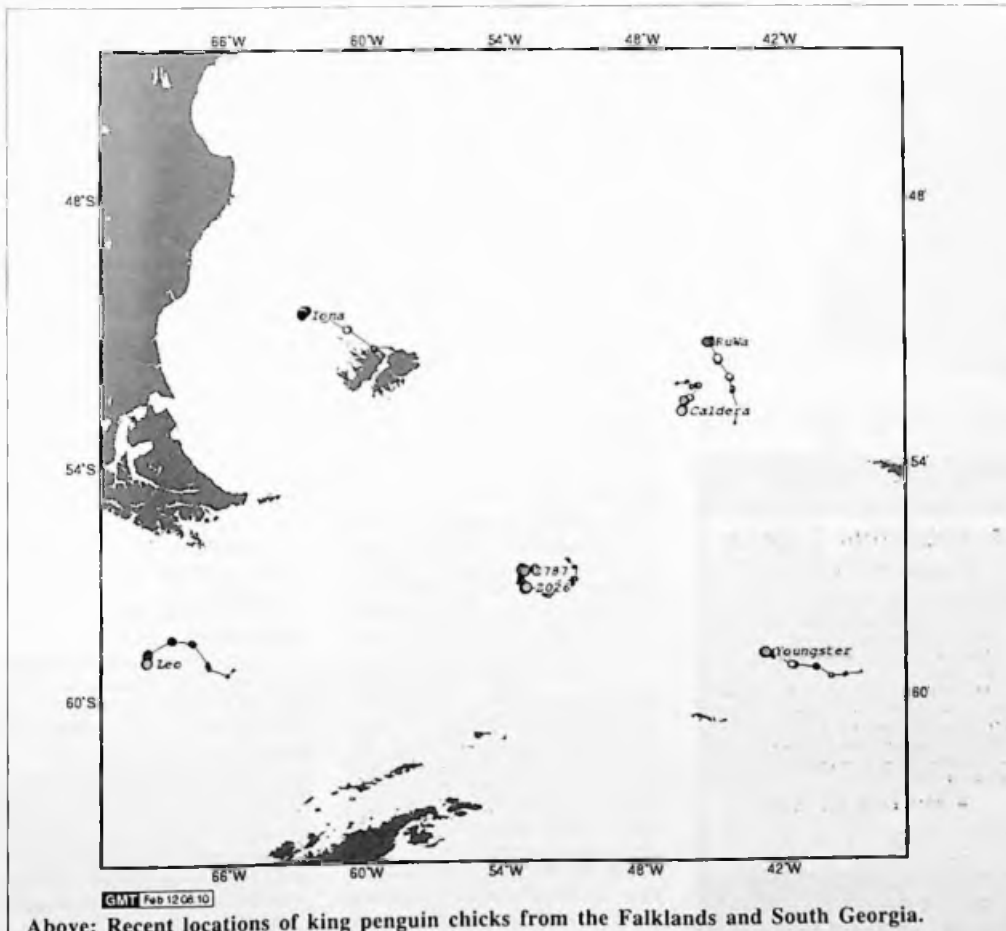 66°W 60°W 54°W 48°W 42°W
48°S 48'
Iona
RuWa
Caldera
54°S 54'
2026
Leo
Youngster
60°S 60'
66°W 60°W 54°W 48°W 42°W
GMT Feb 12 06:10
Above: Recent locations of king penguin chicks from the Falklands and South Georgia.